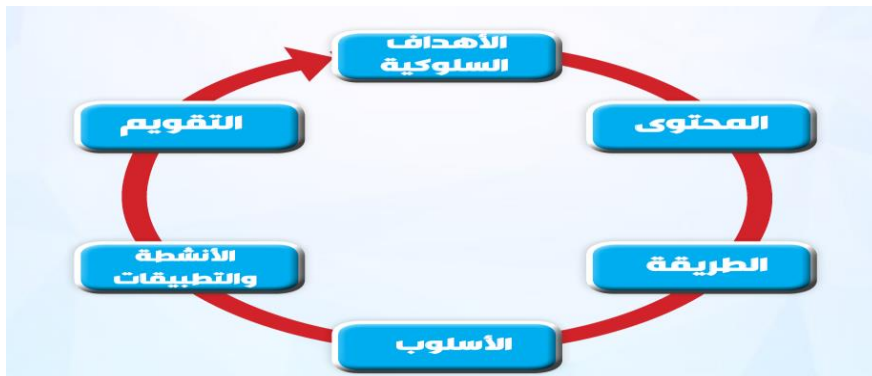 الأهداف
السلوكية
المحتوى
الطريقة
الأسلوب
الأنشطة
والتطبيقات
التقويم